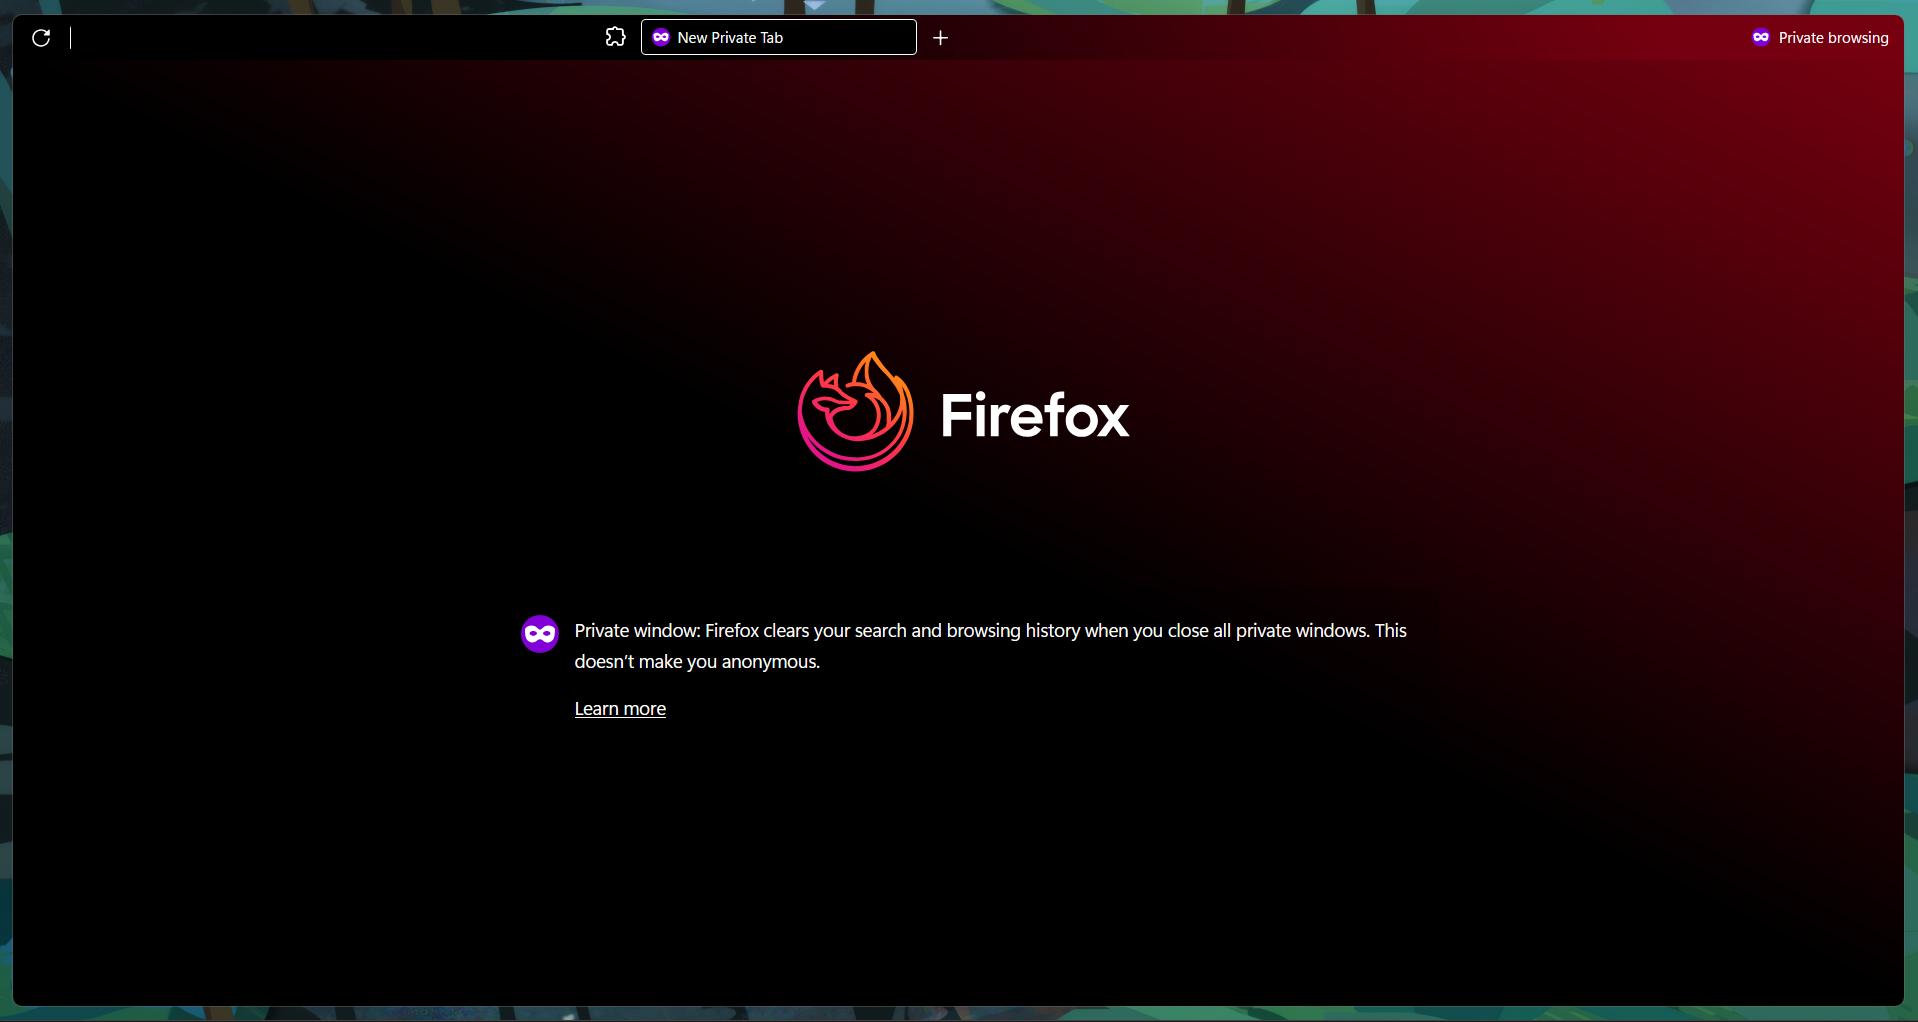 New Private Tab
Private browsing
Firefox
Private window: Firefox clears your search and browsing history when you close all private windows. This
doesn’t make you anonymous.
Learn more